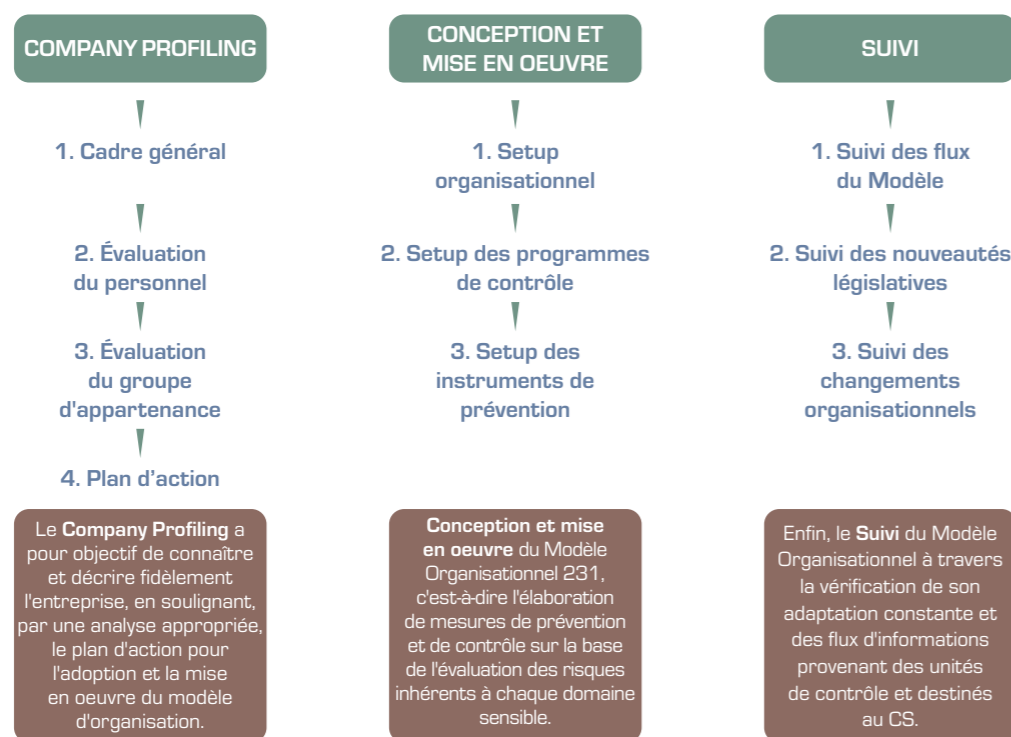 COMPANY PROFILING
1. Cadre général
2. Évaluation
du personnel
3. Évaluation
du groupe
d'appartenance
4. Plan d’action
Le Company Profiling a
pour objectif de connaître
et décrire fidèlement
l'entreprise, en soulignant,
par une analyse appropriée,
le plan d'action pour
l'adoption et la mise
en oeuvre du modèle
d'organisation.
CONCEPTION ET
MISE EN OEUVRE
1. Setup
organisationnel
2. Setup des programmes
de contrôle
3. Setup des
instruments de
prévention
Conception et mise
en oeuvre du Modèle
Organisationnel 231,
c'est-à-dire l'élaboration
de mesures de prévention
et de contrôle sur la base
de l'évaluation des risques
inhérents à chaque domaine
sensible.
SUIVI
1. Suivi des flux
du Modèle
2. Suivi des nouveautés
législatives
3. Suivi des
changements
organisationnels
Enfin, le Suivi du Modèle
Organisationnel à travers
la vérification de son
adaptation constante et
des flux d'informations
provenant des unités
de contrôle et destinés
au CS.